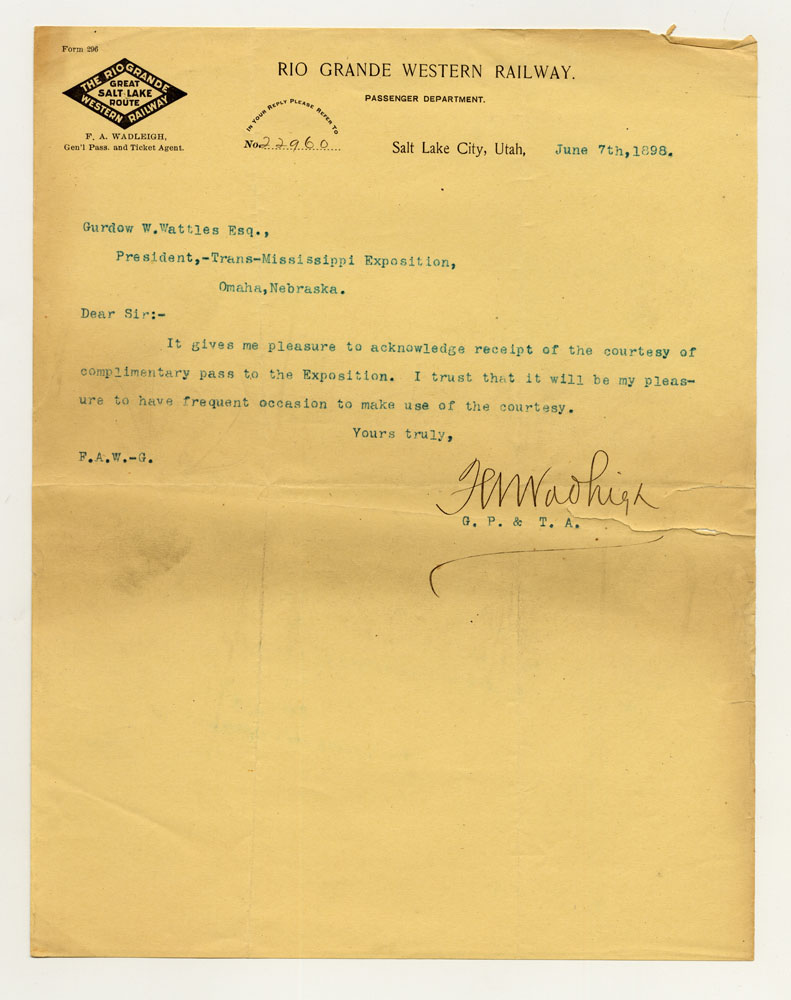 Form 296
THE RIO GRANDE
GREAT
SALT LAKE
ROUTE
WESTERN RAILWAY
F. A. WADLEIGH,
Gen'l Pass. and Ticket Agent.
RIO GRANDE WESTERN RAILWAY.
PASSENGER DEPARTMENT.
IN YOUR REPLY PLEASE REFER TO
No. 22960
Salt Lake City, Utah, June 7th,1898.
Gurdow W.Wattles Esq.,
President,-Trans-Mississippi Exposition,
Omaha,Nebraska.
Dear Sir:-
It gives me pleasure to acknowledge receipt of the courtesy of
complimentary pass to the Exposition. I trust that it will be my pleas-
ure to have frequent occasion to make use of the courtesy.
Yours truly,
F.A.W.-G.
F A Wadleigh
G. P. & T. A.